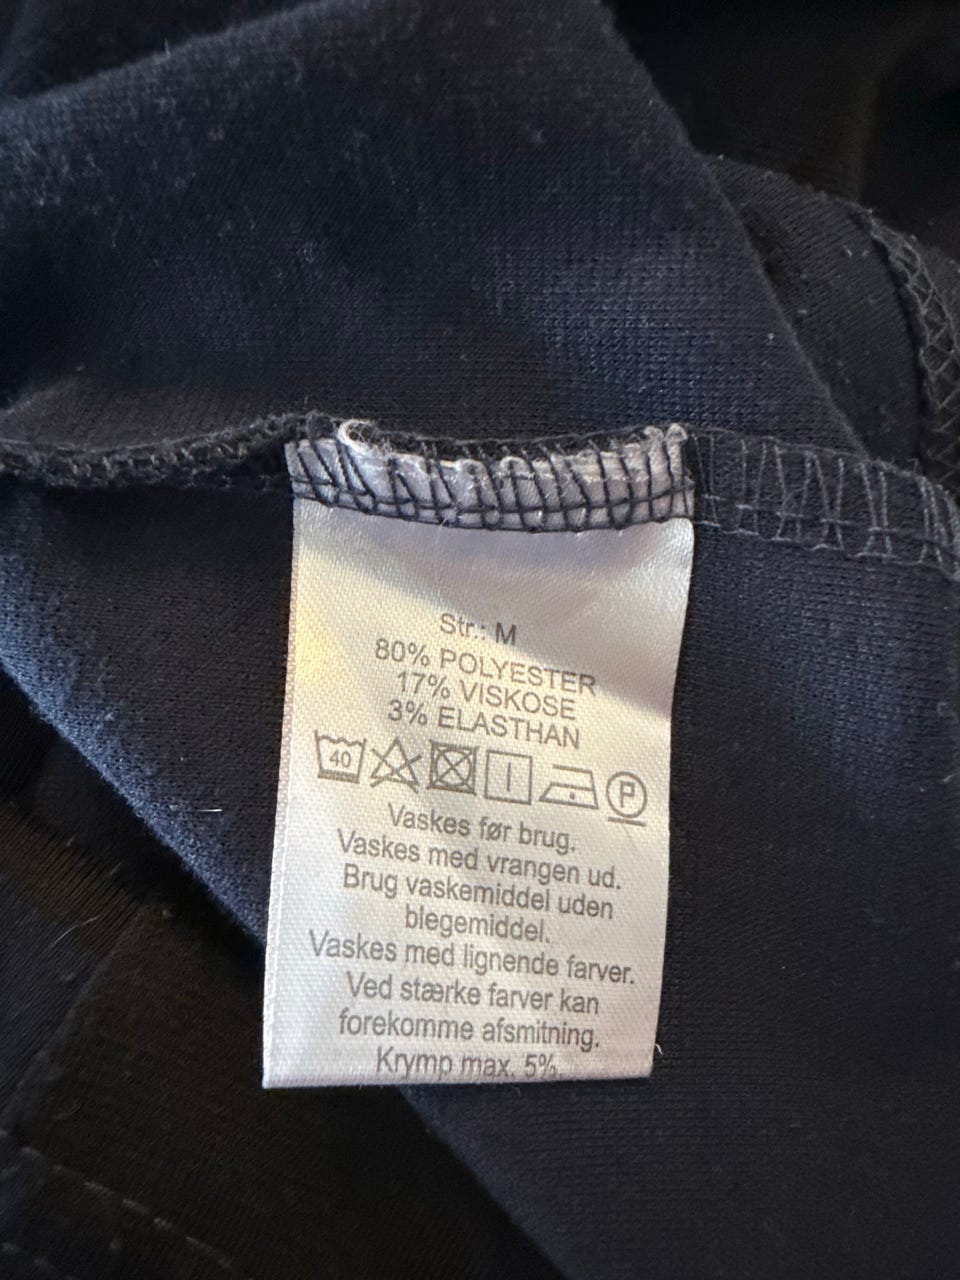 Str.: M
80% POLYESTER
17% VISKOSE
3% ELASTHAN
40 P
Vaskes før brug.
Vaskes med vrangen ud.
Brug vaskemiddel uden
blegemiddel.
Vaskes med lignende farver.
Ved stærke farver kan
forekomme afsmitning.
Krymp max. 5%.